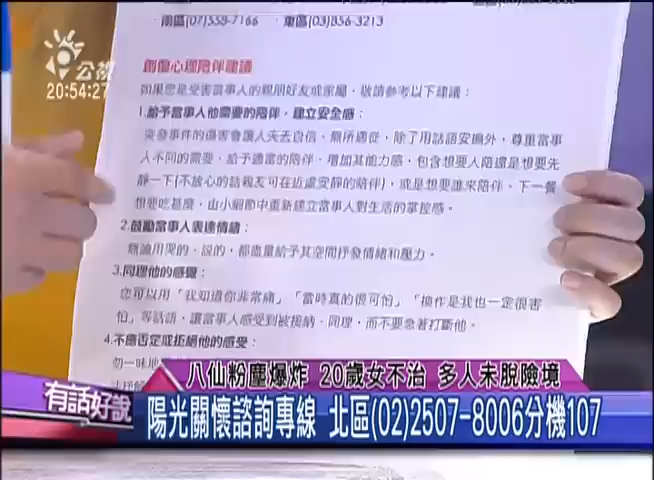 南區(07)558-7166 東區(03)856-3213
公視
20:54:27
創傷心理陪伴建議
如果您是受害當事人的親朋好友或家屬，敬請參考以下建議：
1.給予當事人他需要的陪伴，建立安全感：
突發事件的傷害會讓人失去自信、無所適從，除了用話語安撫外，尊重當事
人不同的需要、給予適當的陪伴、增加其能力感，包含想要人陪還是想要先
靜一下(不放心的話親友可在近處安靜的陪伴)，或是想要誰來陪伴、下一餐
想要吃甚麼，由小細節中重新建立當事人對生活的掌控感。
2.鼓勵當事人表達情緒：
無論用哭的、說的，都盡量給予其空間抒發情緒和壓力。
3.同理他的感覺：
您可以用「我知道你非常痛」「當時真的很可怕」「換作是我也一定很害
怕」等話語，讓當事人感受到被接納、同理，而不要急著打斷他。
4.不應否定或拒絕他的感受：
勿一味地
八仙粉塵爆炸 20歲女不治 多人未脫險境
有話好說
陽光關懷諮詢專線 北區(02)2507-8006分機107